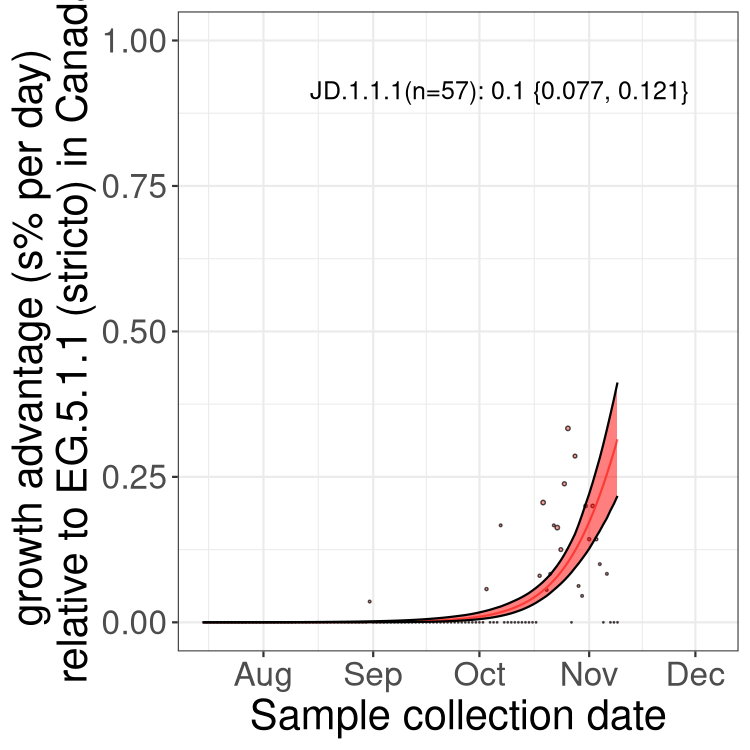 growth advantage (s% per day)
relative to EG.5.1.1 (stricto) in Canada
1.00
0.75
0.50
0.25
0.00
JD.1.1.1(n=57): 0.1 {0.077, 0.121}
Aug Sep Oct Nov Dec
Sample collection date